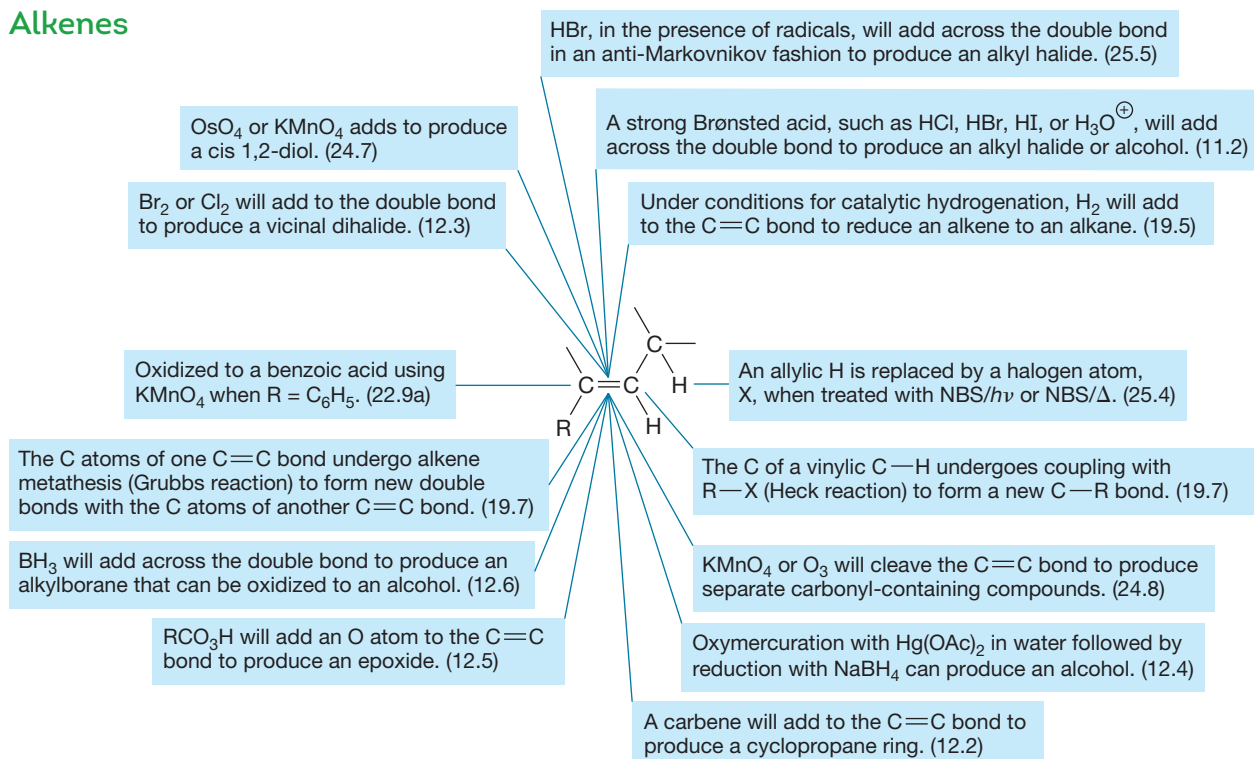 Alkenes
HBr, in the presence of radicals, will add across the double bond
in an anti-Markovnikov fashion to produce an alkyl halide. (25.5)
OsO₄ or KMnO₄ adds to produce
a cis 1,2-diol. (24.7)
A strong Brønsted acid, such as HCl, HBr, HI, or H₃O⊕, will add
across the double bond to produce an alkyl halide or alcohol. (11.2)
Br₂ or Cl₂ will add to the double bond
to produce a vicinal dihalide. (12.3)
Under conditions for catalytic hydrogenation, H₂ will add
to the C=C bond to reduce an alkene to an alkane. (19.5)
C
Oxidized to a benzoic acid using
KMnO₄ when R = C₆H₅. (22.9a)
C=C
H
R
H
An allylic H is replaced by a halogen atom,
X, when treated with NBS/hν or NBS/Δ. (25.4)
The C atoms of one C=C bond undergo alkene
metathesis (Grubbs reaction) to form new double
bonds with the C atoms of another C=C bond. (19.7)
The C of a vinylic C—H undergoes coupling with
R—X (Heck reaction) to form a new C—R bond. (19.7)
BH₃ will add across the double bond to produce an
alkylborane that can be oxidized to an alcohol. (12.6)
KMnO₄ or O₃ will cleave the C=C bond to produce
separate carbonyl-containing compounds. (24.8)
RCO₃H will add an O atom to the C=C
bond to produce an epoxide. (12.5)
Oxymercuration with Hg(OAc)₂ in water followed by
reduction with NaBH₄ can produce an alcohol. (12.4)
A carbene will add to the C=C bond to
produce a cyclopropane ring. (12.2)